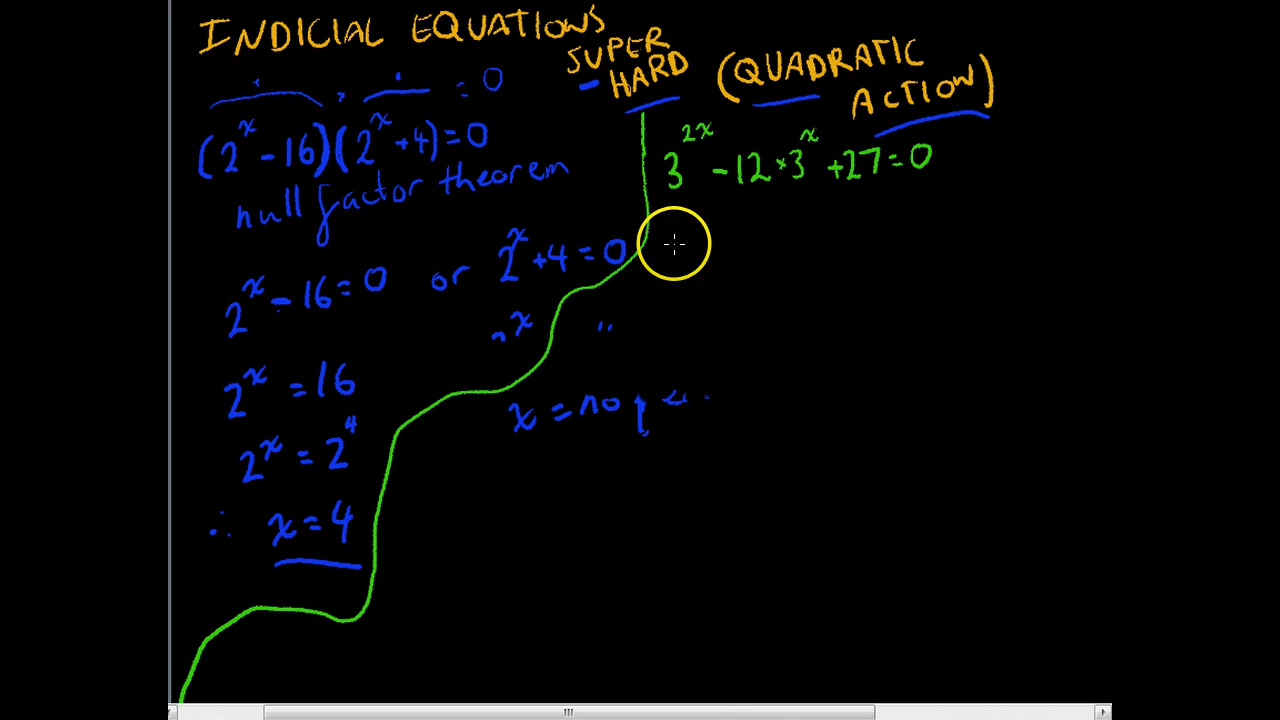 INDICIAL EQUATIONS
SUPER
HARD
(QUADRATIC
ACTION)
= 0
(2^x - 16)(2^x + 4) = 0
null factor theorem
2^x - 16 = 0 or 2^x + 4 = 0
2^x = 16
x = no
2^x = 2^4
∴ x = 4
3^2x - 12 × 3^x + 27 = 0